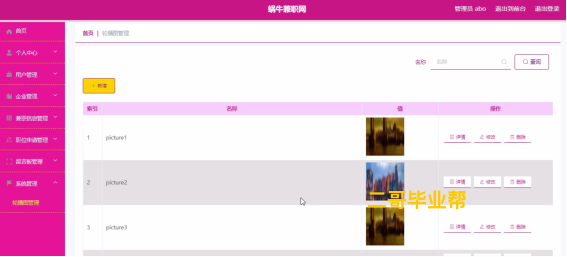 蜗牛兼职网
管理员 abo 退出到前台 退出登录
首页
个人中心
用户管理
企业管理
兼职信息管理
职位申请管理
留言板管理
系统管理
轮播图管理
首页 | 轮播图管理
名称 名称 查询
+ 新增
索引 名称 值 操作
1 picture1 详情 修改 删除
2 picture2 详情 修改 删除
二哥毕业帮
3 picture3 详情 修改 删除